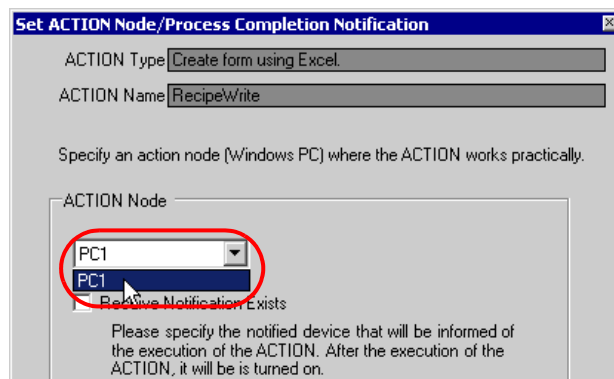 Set ACTION Node/Process Completion Notification
ACTION Type Create form using Excel.
ACTION Name RecipeWrite
Specify an action node (Windows PC) where the ACTION works practically.
ACTION Node
PC1
PC1
Receive Notification Exists
Please specify the notified device that will be informed of
the execution of the ACTION. After the execution of the
ACTION, it will be is turned on.